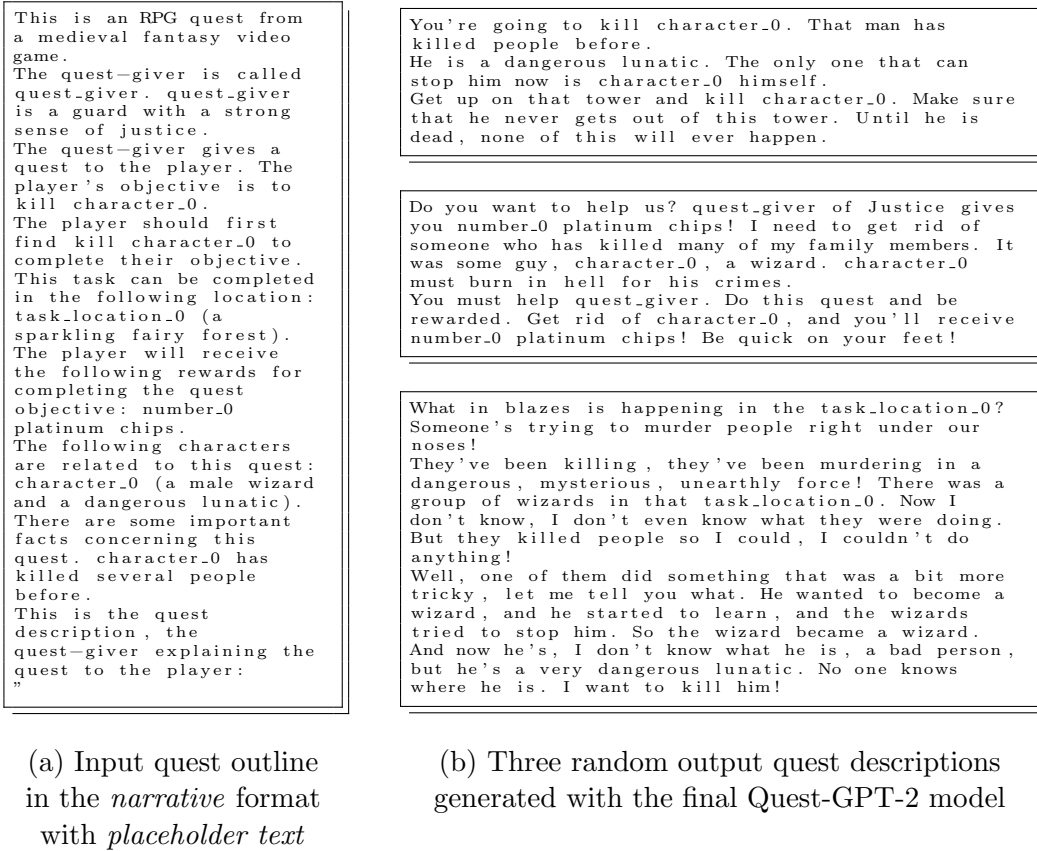 This is an RPG quest from
a medieval fantasy video
game.
The quest−giver is called
quest_giver. quest_giver
is a guard with a strong
sense of justice.
The quest−giver gives a
quest to the player. The
player's objective is to
kill character_0.
The player should first
find kill character_0 to
complete their objective.
This task can be completed
in the following location:
task_location_0 (a
sparkling fairy forest).
The player will receive
the following rewards for
completing the quest
objective: number_0
platinum chips.
The following characters
are related to this quest:
character_0 (a male wizard
and a dangerous lunatic).
There are some important
facts concerning this
quest. character_0 has
killed several people
before.
This is the quest
description, the
quest−giver explaining the
quest to the player:
”
(a) Input quest outline
in the narrative format
with placeholder text
You're going to kill character_0. That man has
killed people before.
He is a dangerous lunatic. The only one that can
stop him now is character_0 himself.
Get up on that tower and kill character_0. Make sure
that he never gets out of this tower. Until he is
dead, none of this will ever happen.
Do you want to help us? quest_giver of Justice gives
you number_0 platinum chips! I need to get rid of
someone who has killed many of my family members. It
was some guy, character_0, a wizard. character_0
must burn in hell for his crimes.
You must help quest_giver. Do this quest and be
rewarded. Get rid of character_0, and you'll receive
number_0 platinum chips! Be quick on your feet!
What in blazes is happening in the task_location_0?
Someone's trying to murder people right under our
noses!
They've been killing, they've been murdering in a
dangerous, mysterious, unearthly force! There was a
group of wizards in that task_location_0. Now I
don't know, I don't even know what they were doing.
But they killed people so I could, I couldn't do
anything!
Well, one of them did something that was a bit more
tricky, let me tell you what. He wanted to become a
wizard, and he started to learn, and the wizards
tried to stop him. So the wizard became a wizard.
And now he's, I don't know what he is, a bad person,
but he's a very dangerous lunatic. No one knows
where he is. I want to kill him!
(b) Three random output quest descriptions
generated with the final Quest-GPT-2 model